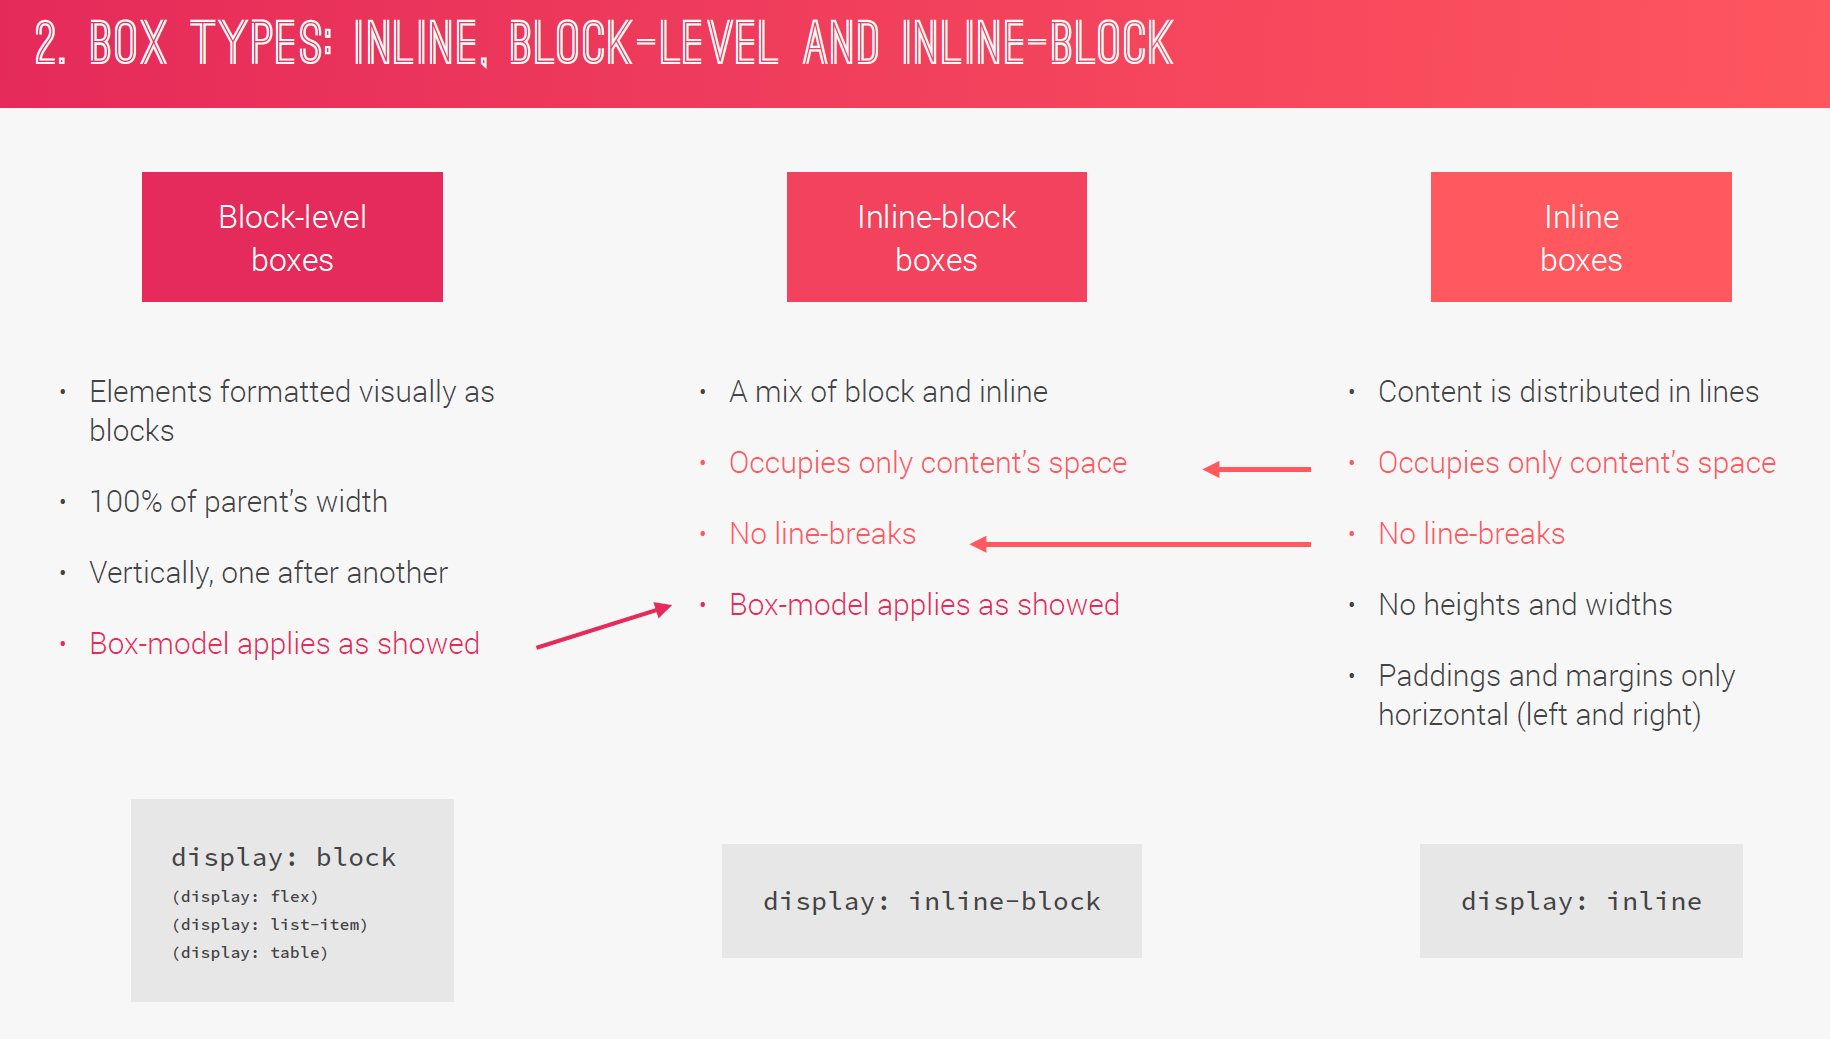 2. BOX TYPES: INLINE, BLOCK-LEVEL AND INLINE-BLOCK
Block-level
boxes
• Elements formatted visually as
blocks
• 100% of parent’s width
• Vertically, one after another
• Box-model applies as showed
display: block
(display: flex)
(display: list-item)
(display: table)
Inline-block
boxes
• A mix of block and inline
• Occupies only content’s space
• No line-breaks
• Box-model applies as showed
display: inline-block
Inline
boxes
• Content is distributed in lines
• Occupies only content’s space
• No line-breaks
• No heights and widths
• Paddings and margins only
horizontal (left and right)
display: inline